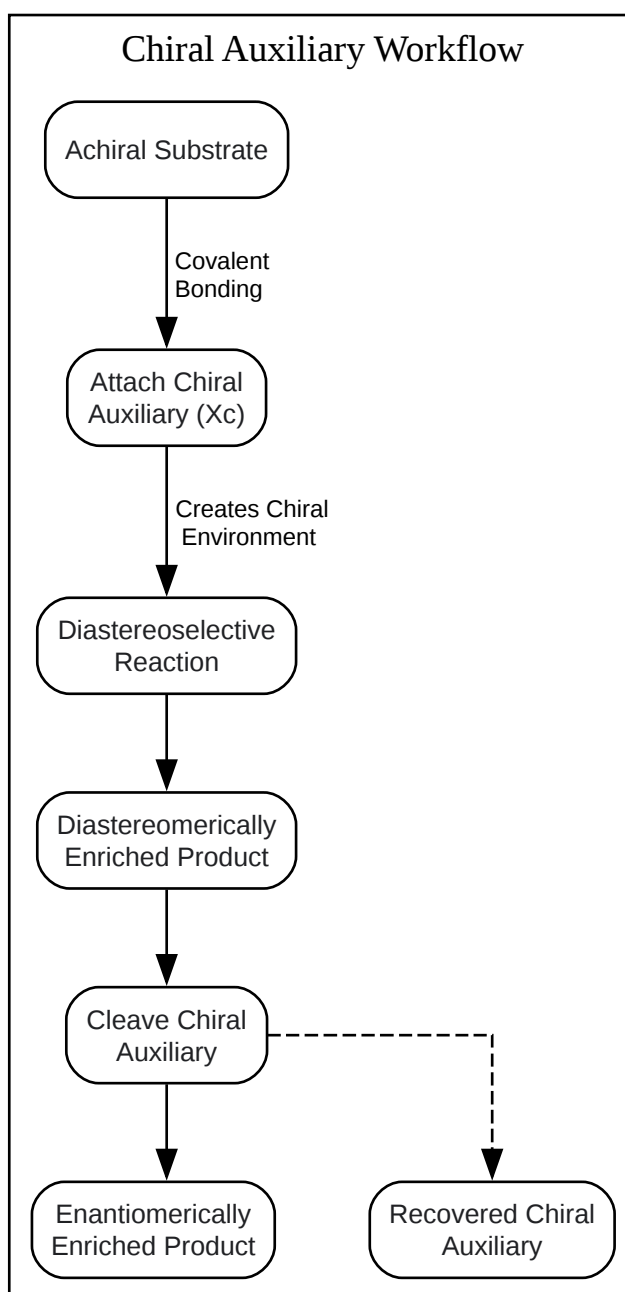 Chiral Auxiliary Workflow
Achiral Substrate
Covalent
Bonding
Attach Chiral
Auxiliary (Xc)
Creates Chiral
Environment
Diastereoselective
Reaction
Diastereomerically
Enriched Product
Cleave Chiral
Auxiliary
Enantiomerically
Enriched Product
Recovered Chiral
Auxiliary